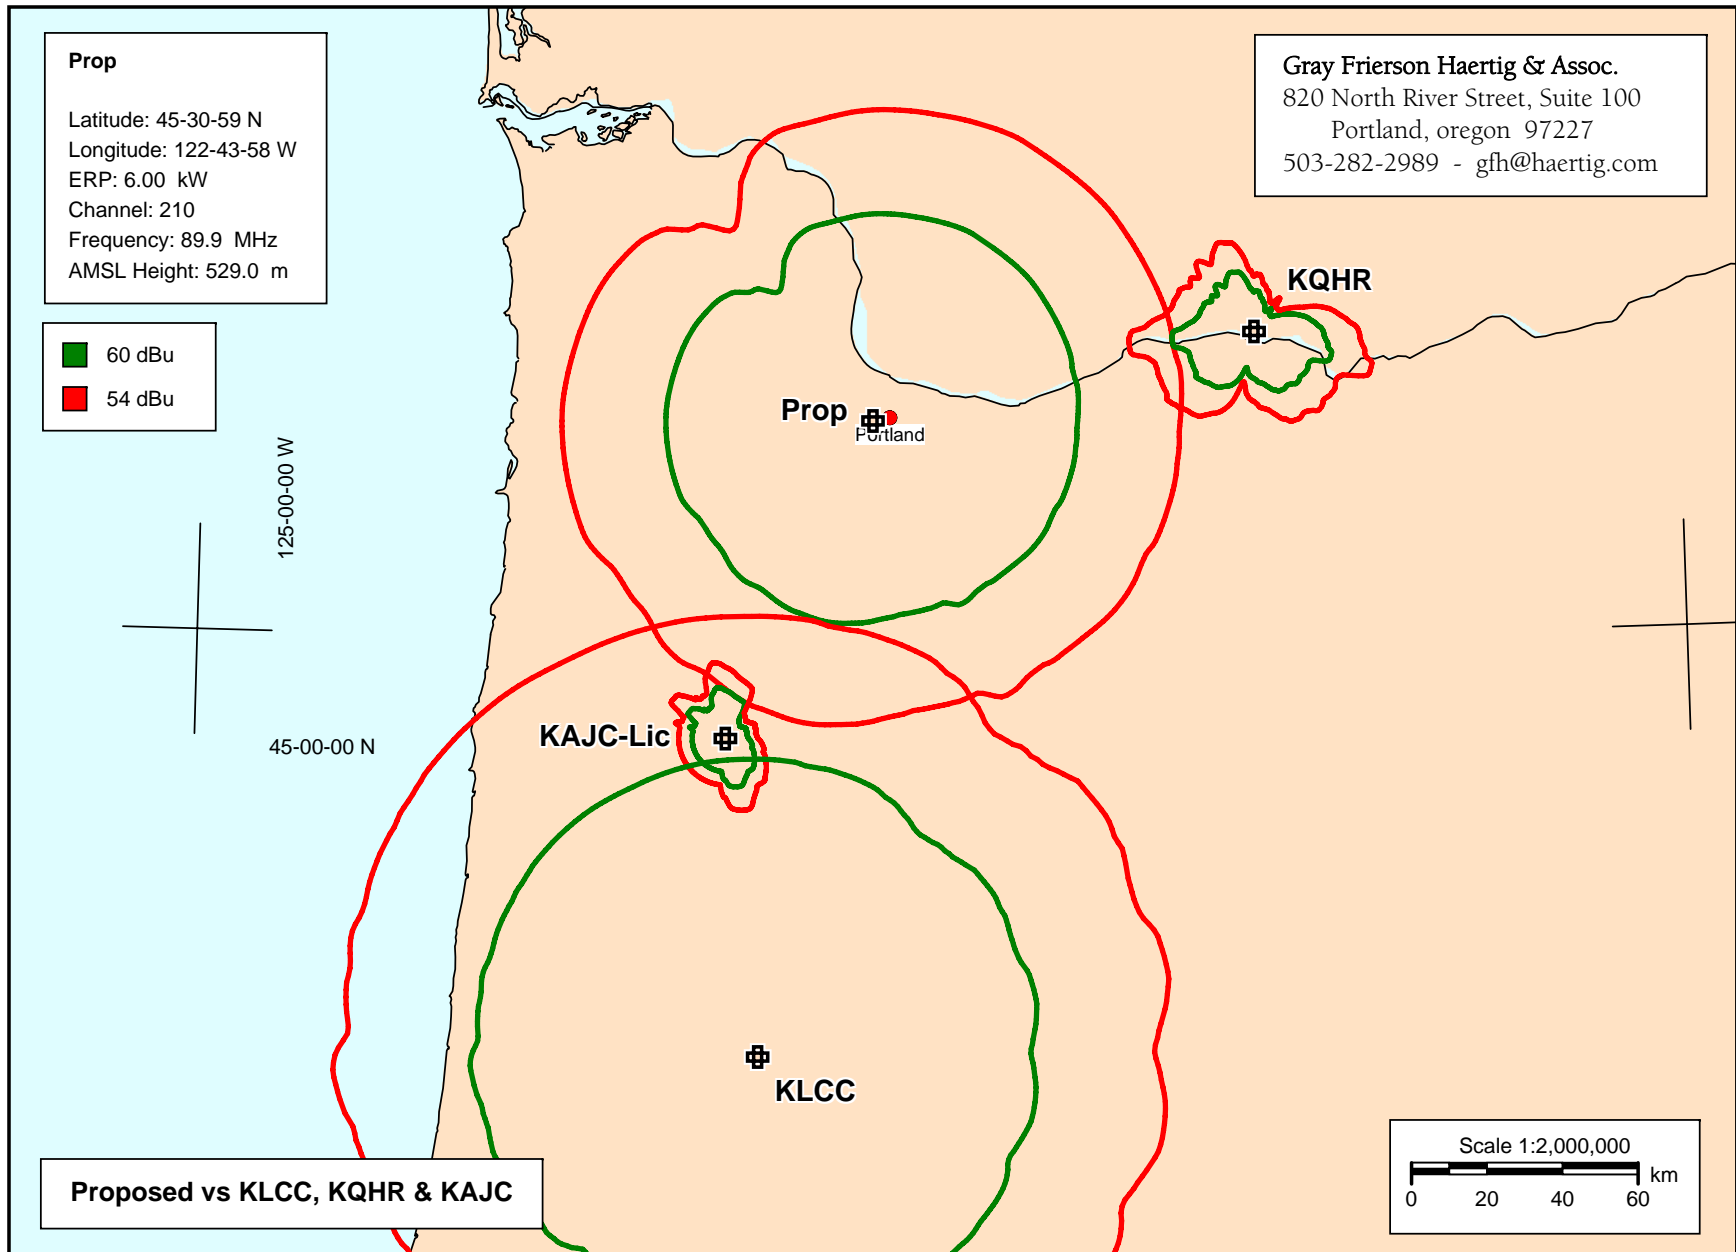 Prop
Latitude: 45-30-59 N
Longitude: 122-43-58 W
ERP: 6.00 kW
Channel: 210
Frequency: 89.9 MHz
AMSL Height: 529.0 m
Gray Frierson Haertig & Assoc.
820 North River Street, Suite 100
Portland, oregon 97227
503-282-2989 - gfh@haertig.com
60 dBu
54 dBu
KQHR
Prop
Portland
125-00-00 W
45-00-00 N
KAJC-Lic
KLCC
Proposed vs KLCC, KQHR & KAJC
Scale 1:2,000,000
km
0 20 40 60